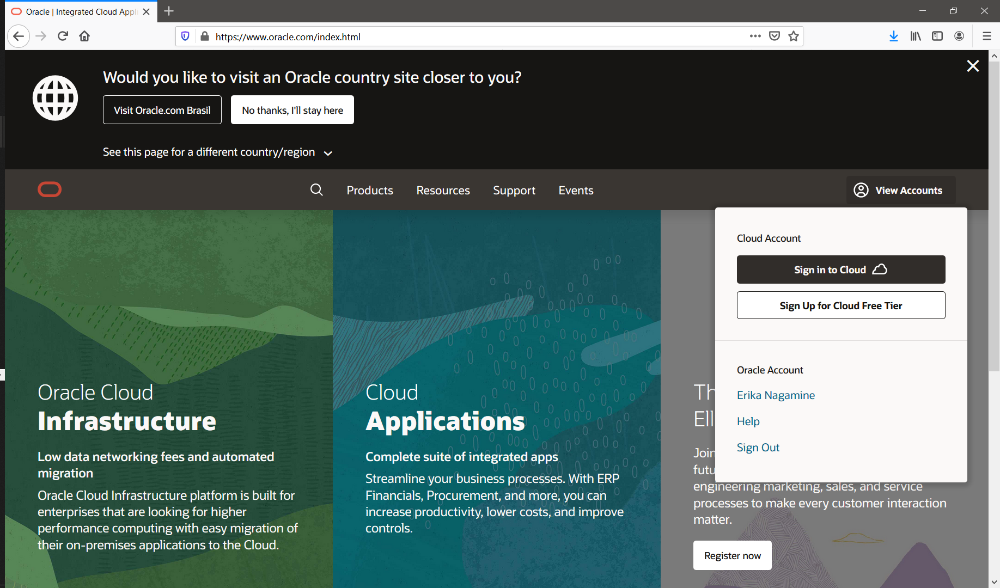 Oracle | Integrated Cloud Appli
https://www.oracle.com/index.html
Would you like to visit an Oracle country site closer to you?
Visit Oracle.com Brasil
No thanks, I'll stay here
See this page for a different country/region
Products
Resources
Support
Events
View Accounts
Cloud Account
Sign in to Cloud
Sign Up for Cloud Free Tier
Oracle Account
Erika Nagamine
Help
Sign Out
Oracle Cloud
Infrastructure
Low data networking fees and automated
migration
Oracle Cloud Infrastructure platform is built for
enterprises that are looking for higher
performance computing with easy migration of
their on-premises applications to the Cloud.
Cloud
Applications
Complete suite of integrated apps
Streamline your business processes. With ERP
Financials, Procurement, and more, you can
increase productivity, lower costs, and improve
controls.
Th
Ell
Join
futu
engineering marketing, sales, and service
processes to make every customer interaction
matter.
Register now